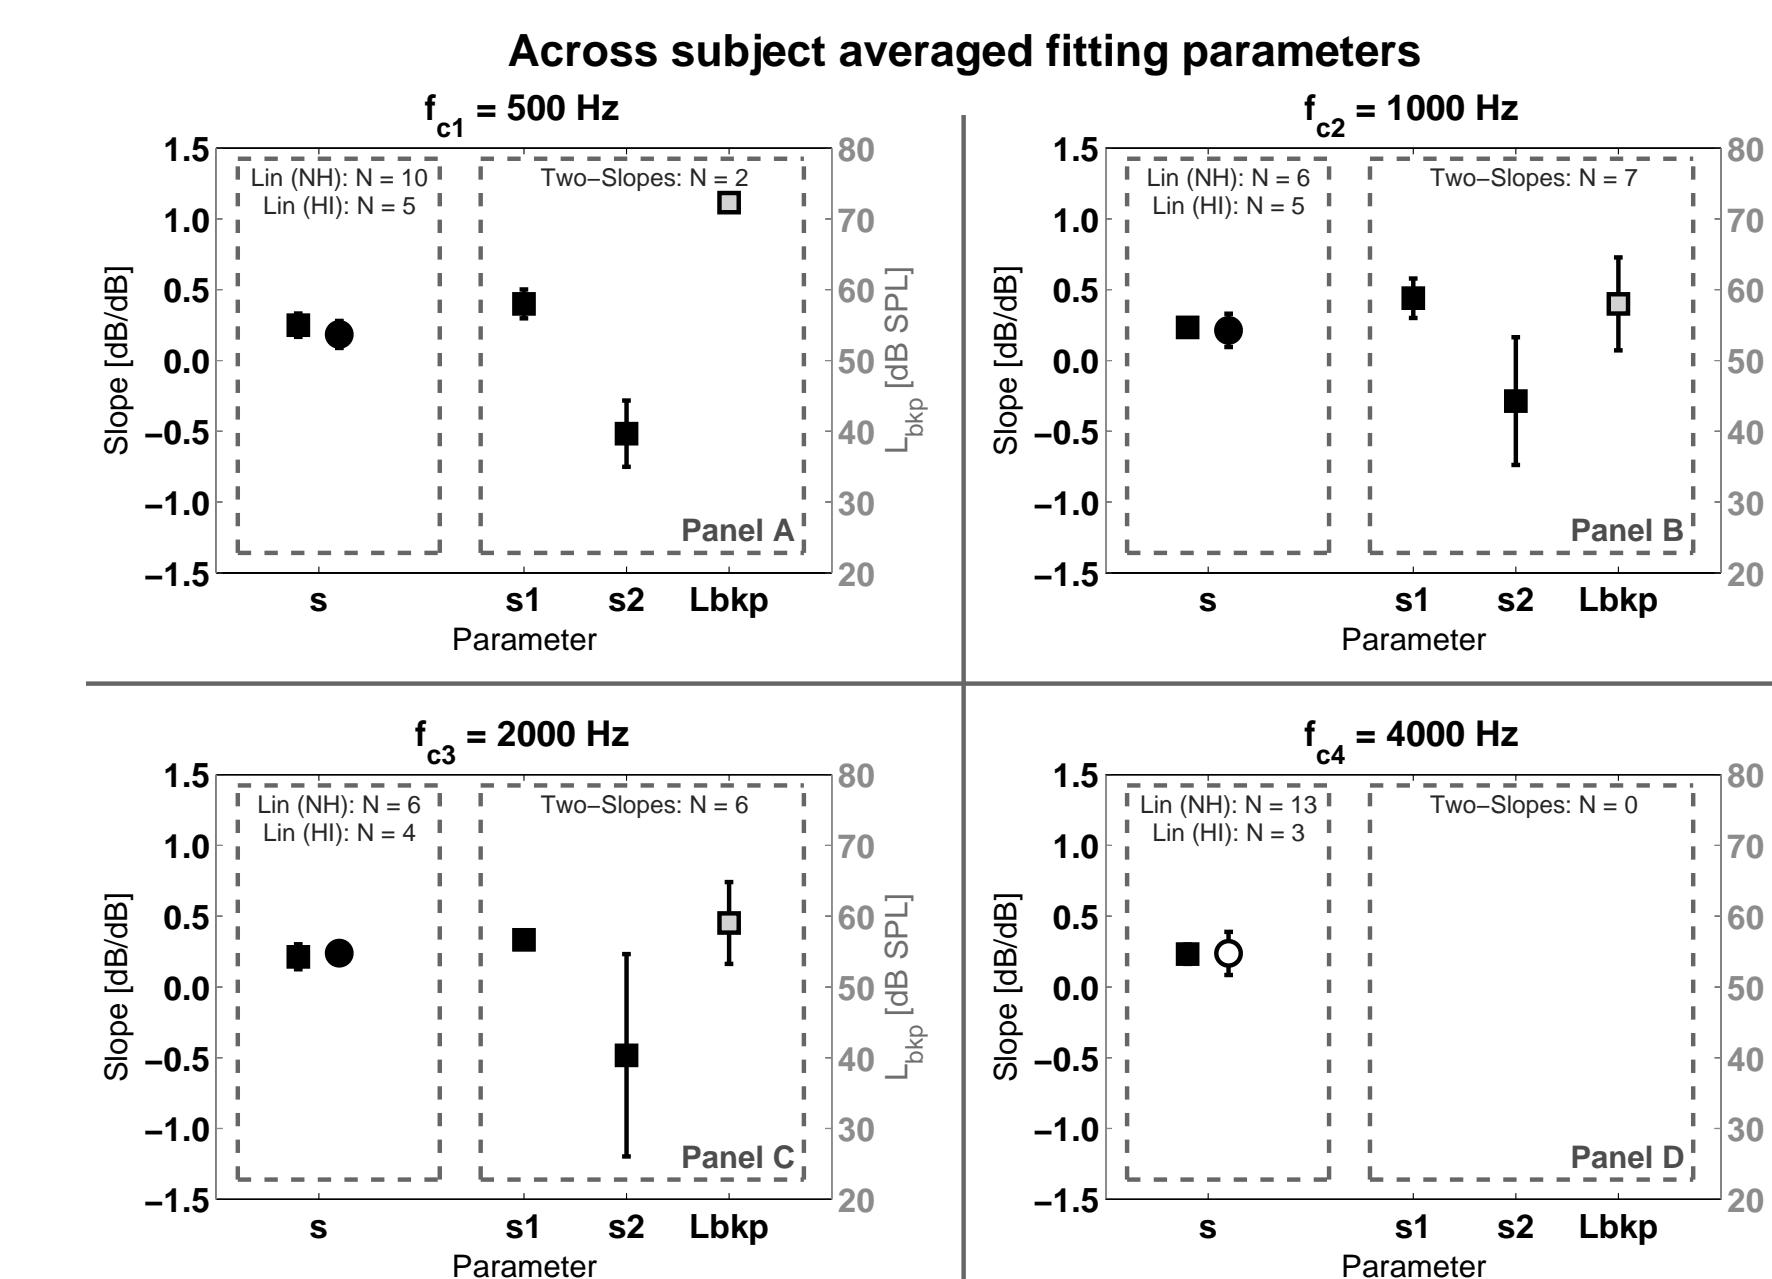 Across subject averaged fitting parameters
f_c1 = 500 Hz
1.5
1.0
0.5
0.0
−0.5
−1.0
−1.5
Slope [dB/dB]
Lin (NH): N = 10
Lin (HI): N = 5
Two−Slopes: N = 2
Panel A
80
70
60
50
40
30
20
L_bkp [dB SPL]
s s1 s2 Lbkp
Parameter
f_c2 = 1000 Hz
1.5
1.0
0.5
0.0
−0.5
−1.0
−1.5
Slope [dB/dB]
Lin (NH): N = 6
Lin (HI): N = 5
Two−Slopes: N = 7
Panel B
80
70
60
50
40
30
20
s s1 s2 Lbkp
Parameter
f_c3 = 2000 Hz
1.5
1.0
0.5
0.0
−0.5
−1.0
−1.5
Slope [dB/dB]
Lin (NH): N = 6
Lin (HI): N = 4
Two−Slopes: N = 6
Panel C
80
70
60
50
40
30
20
L_bkp [dB SPL]
s s1 s2 Lbkp
Parameter
f_c4 = 4000 Hz
1.5
1.0
0.5
0.0
−0.5
−1.0
−1.5
Slope [dB/dB]
Lin (NH): N = 13
Lin (HI): N = 3
Two−Slopes: N = 0
Panel D
80
70
60
50
40
30
20
s s1 s2 Lbkp
Parameter